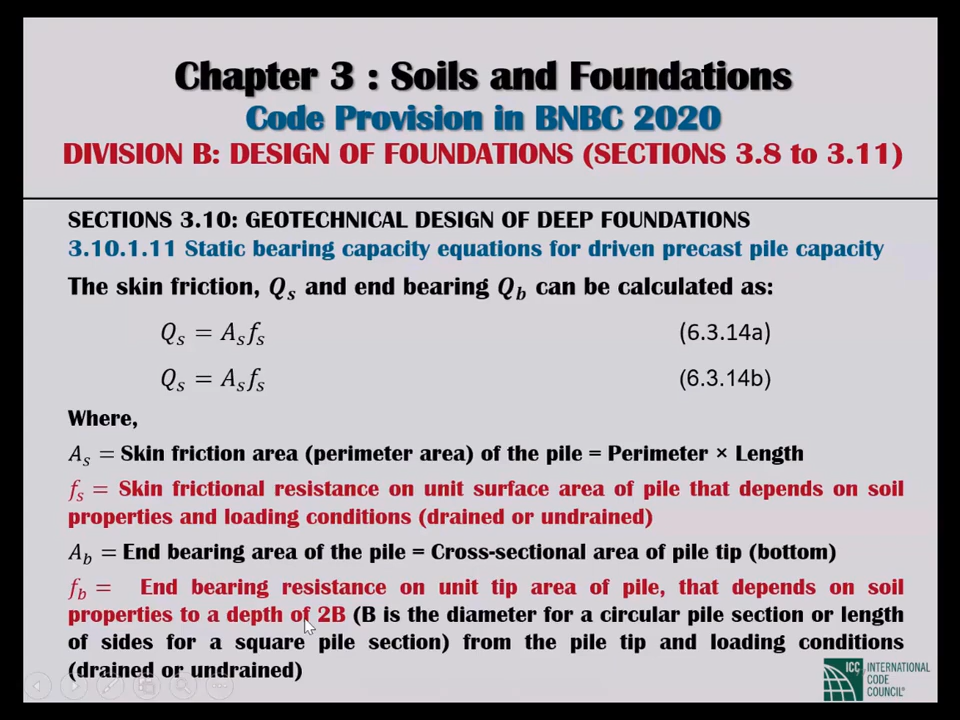 Chapter 3 : Soils and Foundations
Code Provision in BNBC 2020
DIVISION B: DESIGN OF FOUNDATIONS (SECTIONS 3.8 to 3.11)
SECTIONS 3.10: GEOTECHNICAL DESIGN OF DEEP FOUNDATIONS
3.10.1.11 Static bearing capacity equations for driven precast pile capacity
The skin friction, Qₛ and end bearing Q_b can be calculated as:
Qₛ = Aₛfₛ (6.3.14a)
Qₛ = Aₛfₛ (6.3.14b)
Where,
Aₛ = Skin friction area (perimeter area) of the pile = Perimeter × Length
fₛ = Skin frictional resistance on unit surface area of pile that depends on soil
properties and loading conditions (drained or undrained)
A_b = End bearing area of the pile = Cross-sectional area of pile tip (bottom)
f_b = End bearing resistance on unit tip area of pile, that depends on soil
properties to a depth of 2B (B is the diameter for a circular pile section or length
of sides for a square pile section) from the pile tip and loading conditions
(drained or undrained)
ICC INTERNATIONAL
CODE
COUNCIL®